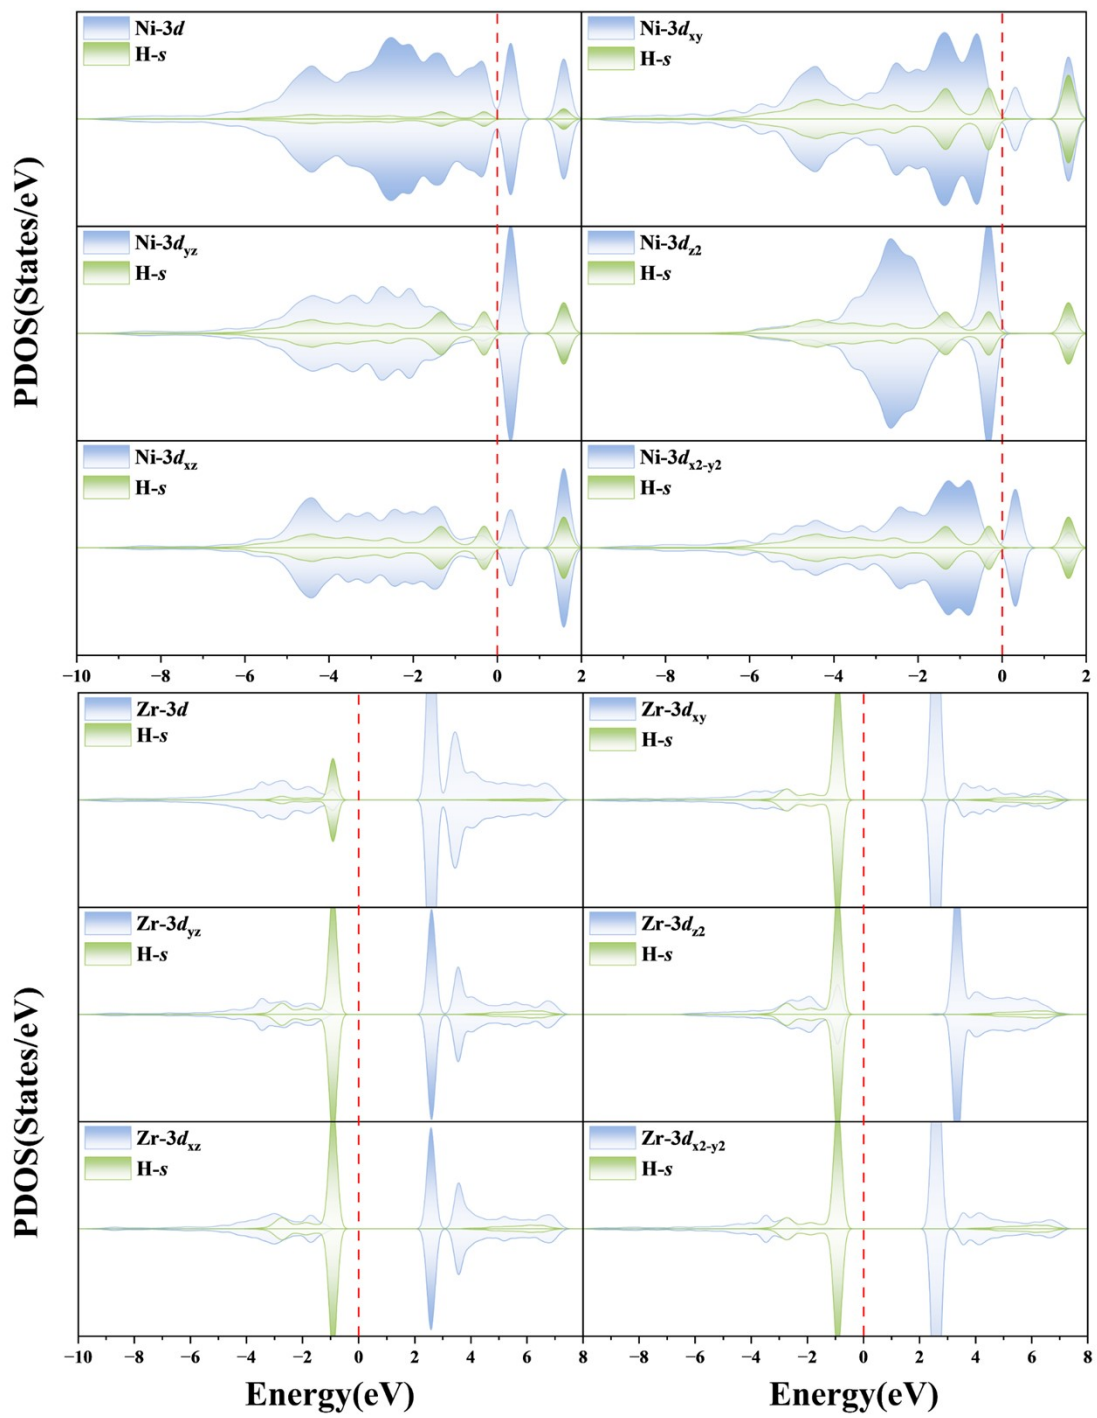 PDOS(States/eV)
Ni-3d
H-s
Ni-3dxy
H-s
Ni-3dyz
H-s
Ni-3dz2
H-s
Ni-3dxz
H-s
Ni-3dx2-y2
H-s
−10 −8 −6 −4 −2 0 2 −8 −6 −4 −2 0 2
PDOS(States/eV)
Zr-3d
H-s
Zr-3dxy
H-s
Zr-3dyz
H-s
Zr-3dz2
H-s
Zr-3dxz
H-s
Zr-3dx2-y2
H-s
−10 −8 −6 −4 −2 0 2 4 6 −10 8 −8 −6 −4 −2 0 2 4 6 8
Energy(eV) Energy(eV)